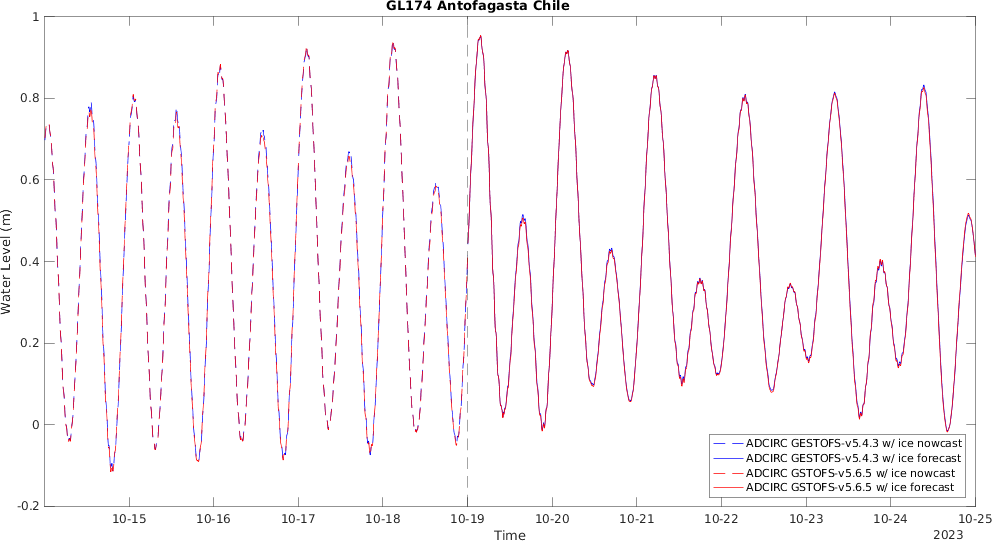 GL174 Antofagasta Chile
1
0.8
0.6
0.4
0.2
0
-0.2
Water Level (m)
10-15 10-16 10-17 10-18 10-19 10-20 10-21 10-22 10-23 10-24 10-25
Time
2023
ADCIRC GESTOFS-v5.4.3 w/ ice nowcast
ADCIRC GESTOFS-v5.4.3 w/ ice forecast
ADCIRC GSTOFS-v5.6.5 w/ ice nowcast
ADCIRC GSTOFS-v5.6.5 w/ ice forecast